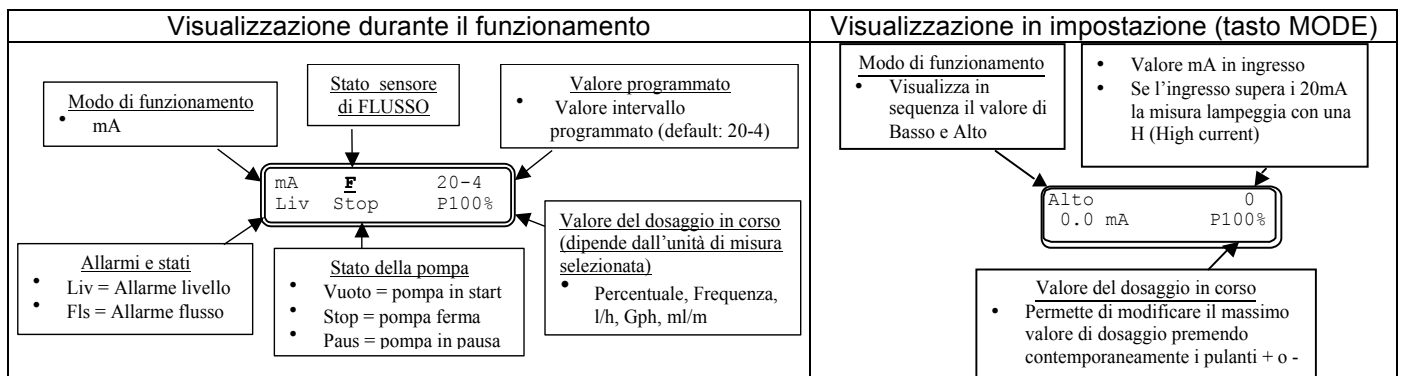 Visualizzazione durante il funzionamento
Modo di funzionamento
• mA
Stato sensore
di FLUSSO
Valore programmato
• Valore intervallo
programmato (default: 20-4)
mA F 20-4
Liv Stop P100%
Allarmi e stati
• Liv = Allarme livello
• Fls = Allarme flusso
Stato della pompa
• Vuoto = pompa in start
• Stop = pompa ferma
• Paus = pompa in pausa
Valore del dosaggio in corso
(dipende dall'unità di misura
selezionata)
• Percentuale, Frequenza,
l/h, Gph, ml/m
Visualizzazione in impostazione (tasto MODE)
Modo di funzionamento
• Visualizza in
sequenza il valore di
Basso e Alto
• Valore mA in ingresso
• Se l'ingresso supera i 20mA
la misura lampeggia con una
H (High current)
Alto 0
0.0 mA P100%
Valore del dosaggio in corso
• Permette di modificare il massimo
valore di dosaggio premendo
contemporaneamente i pulanti + o -